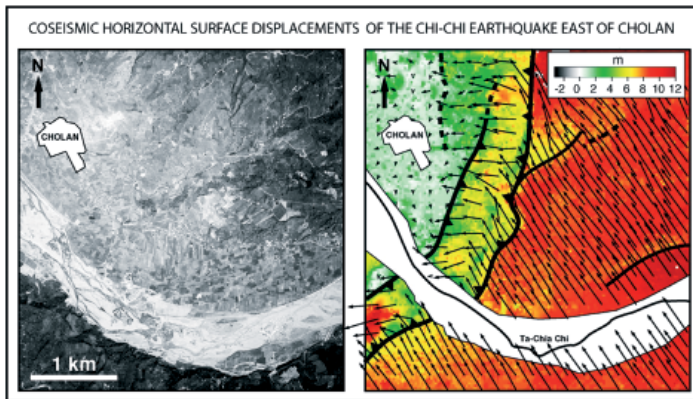 COSEISMIC HORIZONTAL SURFACE DISPLACEMENTS OF THE CHI-CHI EARTHQUAKE EAST OF CHOLAN
N
CHOLAN
1 km
N
CHOLAN
m
-2 0 2 4 6 8 10 12
Ta-Chia Chi